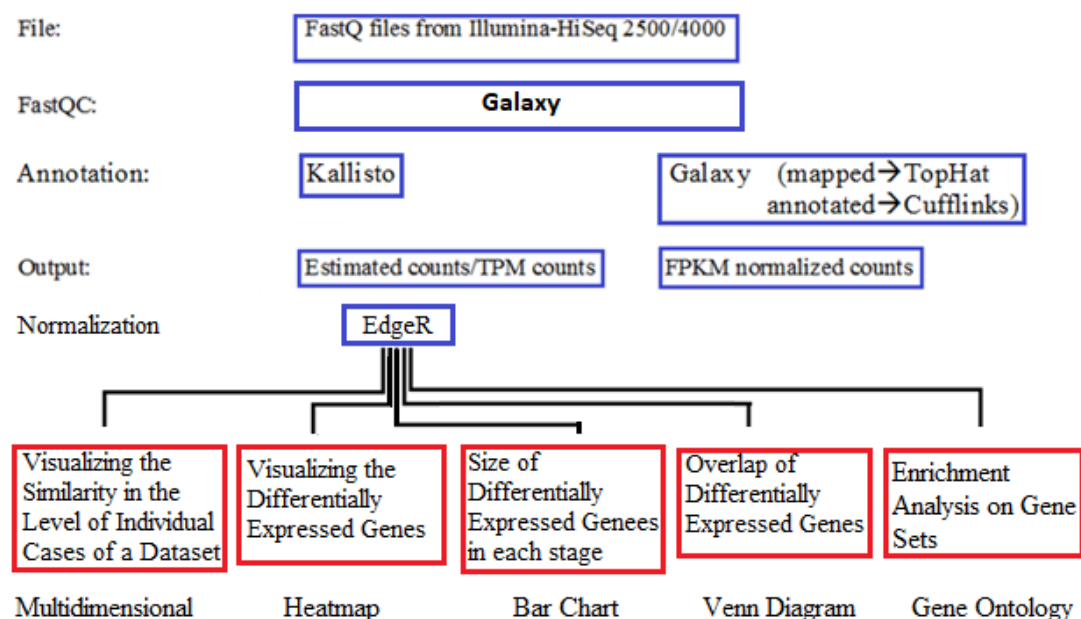 File: FastQ files from Illumina-HiSeq 2500/4000
FastQC: Galaxy
Annotation: Kallisto Galaxy (mapped→TopHat
annotated→Cufflinks)
Output: Estimated counts/TPM counts FPKM normalized counts
Normalization EdgeR
Visualizing the
Similarity in the
Level of Individual
Cases of a Dataset
Visualizing the
Differentially
Expressed Genes
Size of
Differentially
Expressed Genees
in each stage
Overlap of
Differentially
Expressed Genes
Enrichment
Analysis on Gene
Sets
Multidimensional Heatmap Bar Chart Venn Diagram Gene Ontology